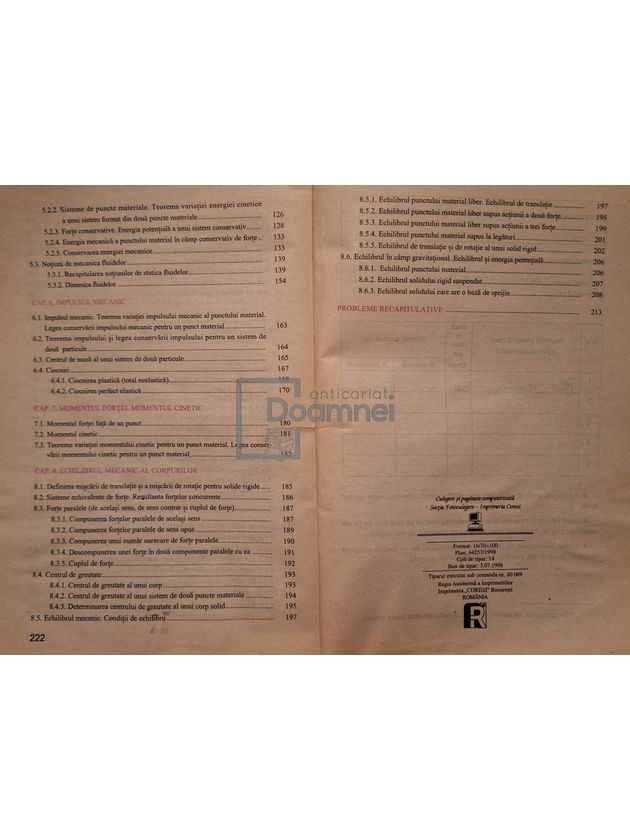 5.2.2. Sisteme de puncte materiale. Teorema variației energiei cinetice
a unui sistem format din două puncte materiale 126
5.2.3. Forțe conservative. Energia potențială a unui sistem conservativ 128
5.2.4. Energia mecanică a punctului material în câmp conservativ de forțe 133
5.2.5. Conservarea energiei mecanice 133
5.3. Noțiuni de mecanica fluidelor 139
5.3.1. Recapitularea noțiunilor de statica fluidelor 139
5.3.2. Dinamica fluidelor 154
CAP. 6. IMPULSUL MECANIC
6.1. Impulsul mecanic. Teorema variației impulsului mecanic al punctului material.
Legea conservării impulsului mecanic pentru un punct material 163
6.2. Teorema impulsului și legea conservării impulsului pentru un sistem de
două particule 164
6.3. Centrul de masă al unui sistem de două particule 165
6.4. Ciocniri 167
6.4.1. Ciocnirea plastică (total neelastică) 168
6.4.2. Ciocnirea perfect elastică 170
CAP. 7. MOMENTUL FORȚEI. MOMENTUL CINETIC
7.1. Momentul forței față de un punct 180
7.2. Momentul cinetic 181
7.3. Teorema variației momentului cinetic pentru un punct material. Legea conser-
vării momentului cinetic pentru un punct material 182
CAP. 8. ECHILIBRUL MECANIC AL CORPURILOR
8.1. Definirea mișcării de translație și a mișcării de rotație pentru solide rigide 185
8.2. Sisteme echivalente de forțe. Rezultanta forțelor concurente 186
8.3. Forțe paralele (de același sens, de sens contrar și cuplul de forțe) 187
8.3.1. Compunerea forțelor paralele de același sens 187
8.3.2. Compunerea forțelor paralele de sens opus 189
8.3.3. Compunerea unui număr oarecare de forțe paralele 190
8.3.4. Descompunerea unei forțe în două componente paralele cu ea 191
8.3.5. Cuplul de forțe 192
8.4. Centrul de greutate 193
8.4.1. Centrul de greutate al unui corp 193
8.4.2. Centrul de greutate al unui sistem de două puncte materiale 194
8.4.3. Determinarea centrului de greutate al unui corp solid 195
8.5. Echilibrul mecanic. Condiții de echilibru 197
222
8.5.1. Echilibrul punctului material liber. Echilibrul de translație 197
8.5.2. Echilibrul punctului material liber supus acțiunii a două forțe 198
8.5.3. Echilibrul punctului material liber supus acțiunii a trei forțe 199
8.5.4. Echilibrul punctului material supus la legături 201
8.5.5. Echilibrul de translație și de rotație al unui solid rigid 202
8.6. Echilibrul în câmp gravitațional. Echilibrul și energia potențială 206
8.6.1. Echilibrul punctului material 206
8.6.2. Echilibrul solidului rigid suspendat 207
8.6.3. Echilibrul solidului care are o bază de sprijin 208
PROBLEME RECAPITULATIVE 213
anticariat
Doamnei
Culegere și paginare computerizată
Secția Fotoculegere – Imprimeria Coresi
Format: 16/70×100
Plan: 44257/1998
Coli de tipar: 14
Bun de tipar: 3.07.1998
Tiparul executat sub comanda nr. 80 069
Regia Autonomă a Imprimeriilor
Imprimeria „CORESI” București
ROMÂNIA